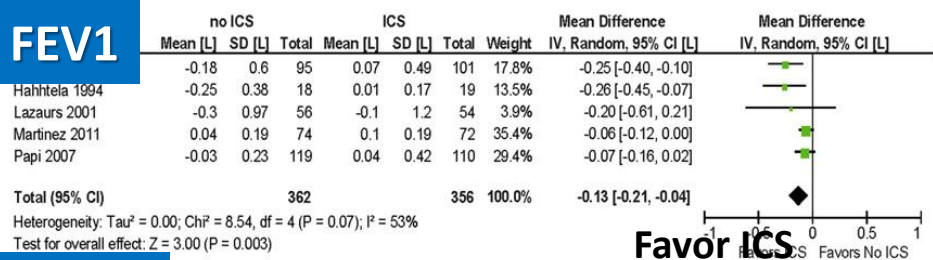 FEV1
no ICS ICS Mean Difference Mean Difference
Mean [L] SD [L] Total Mean [L] SD [L] Total Weight IV, Random, 95% CI [L] IV, Random, 95% CI [L]
-0.18 0.6 95 0.07 0.49 101 17.8% -0.25 [-0.40, -0.10]
Hahhtela 1994 -0.25 0.38 18 0.01 0.17 19 13.5% -0.26 [-0.45, -0.07]
Lazaurs 2001 -0.3 0.97 56 -0.1 1.2 54 3.9% -0.20 [-0.61, 0.21]
Martinez 2011 0.04 0.19 74 0.1 0.19 72 35.4% -0.06 [-0.12, 0.00]
Papi 2007 -0.03 0.23 119 0.04 0.42 110 29.4% -0.07 [-0.16, 0.02]
Total (95% CI) 362 356 100.0% -0.13 [-0.21, -0.04]
Heterogeneity: Tau² = 0.00; Chi² = 8.54, df = 4 (P = 0.07); I² = 53%
Test for overall effect: Z = 3.00 (P = 0.003)
-1 -0.5 0 0.5 1
Favor ICS
Favors ICS Favors No ICS